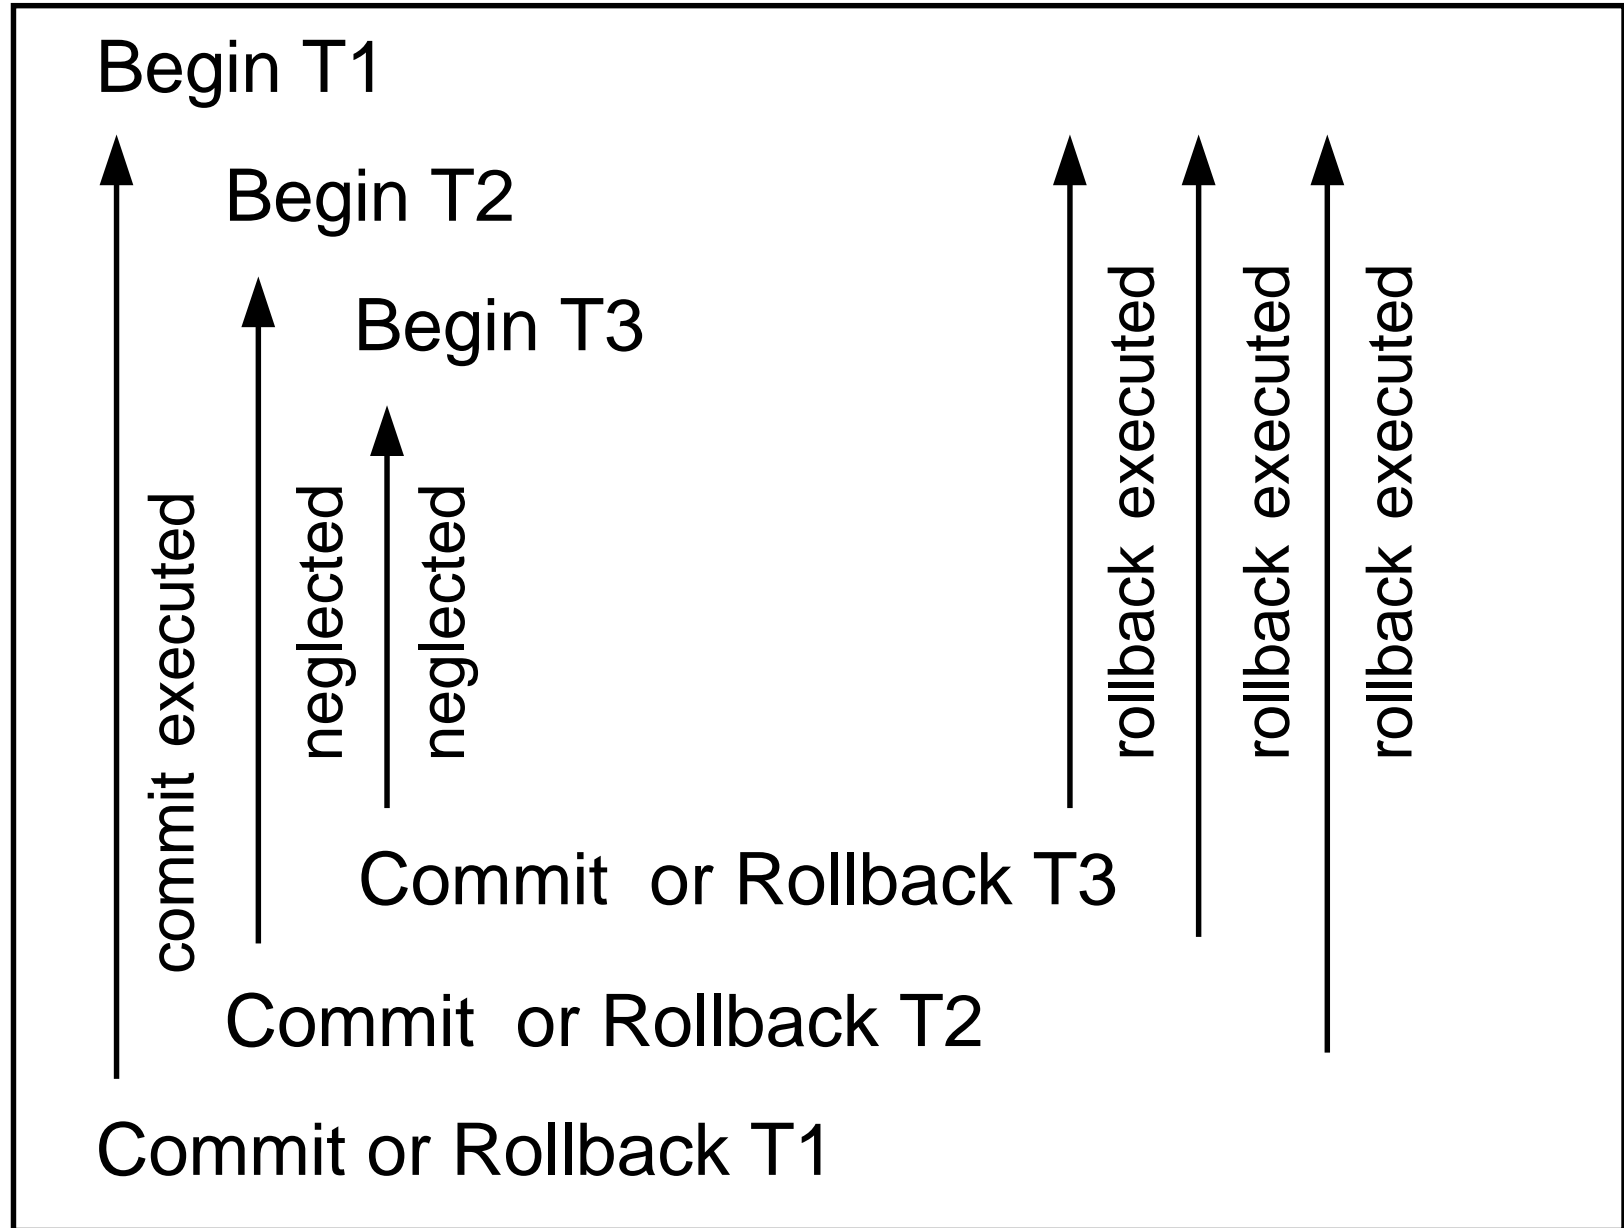 Begin T1
Begin T2
Begin T3
commit executed
neglected
neglected
rollback executed
rollback executed
rollback executed
Commit or Rollback T3
Commit or Rollback T2
Commit or Rollback T1